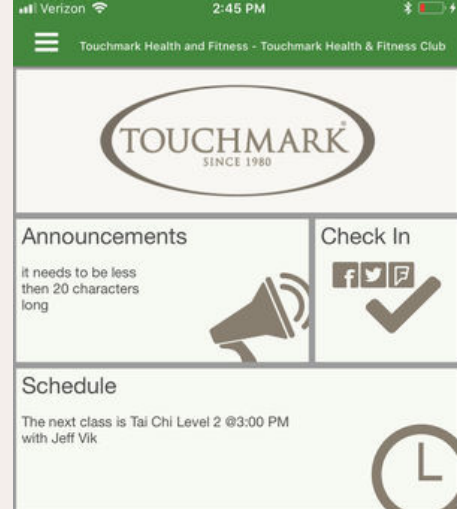 Verizon 2:45 PM
Touchmark Health and Fitness - Touchmark Health & Fitness Club
TOUCHMARK®
SINCE 1980
Announcements
it needs to be less
then 20 characters
long
Check In
Schedule
The next class is Tai Chi Level 2 @3:00 PM
with Jeff Vik